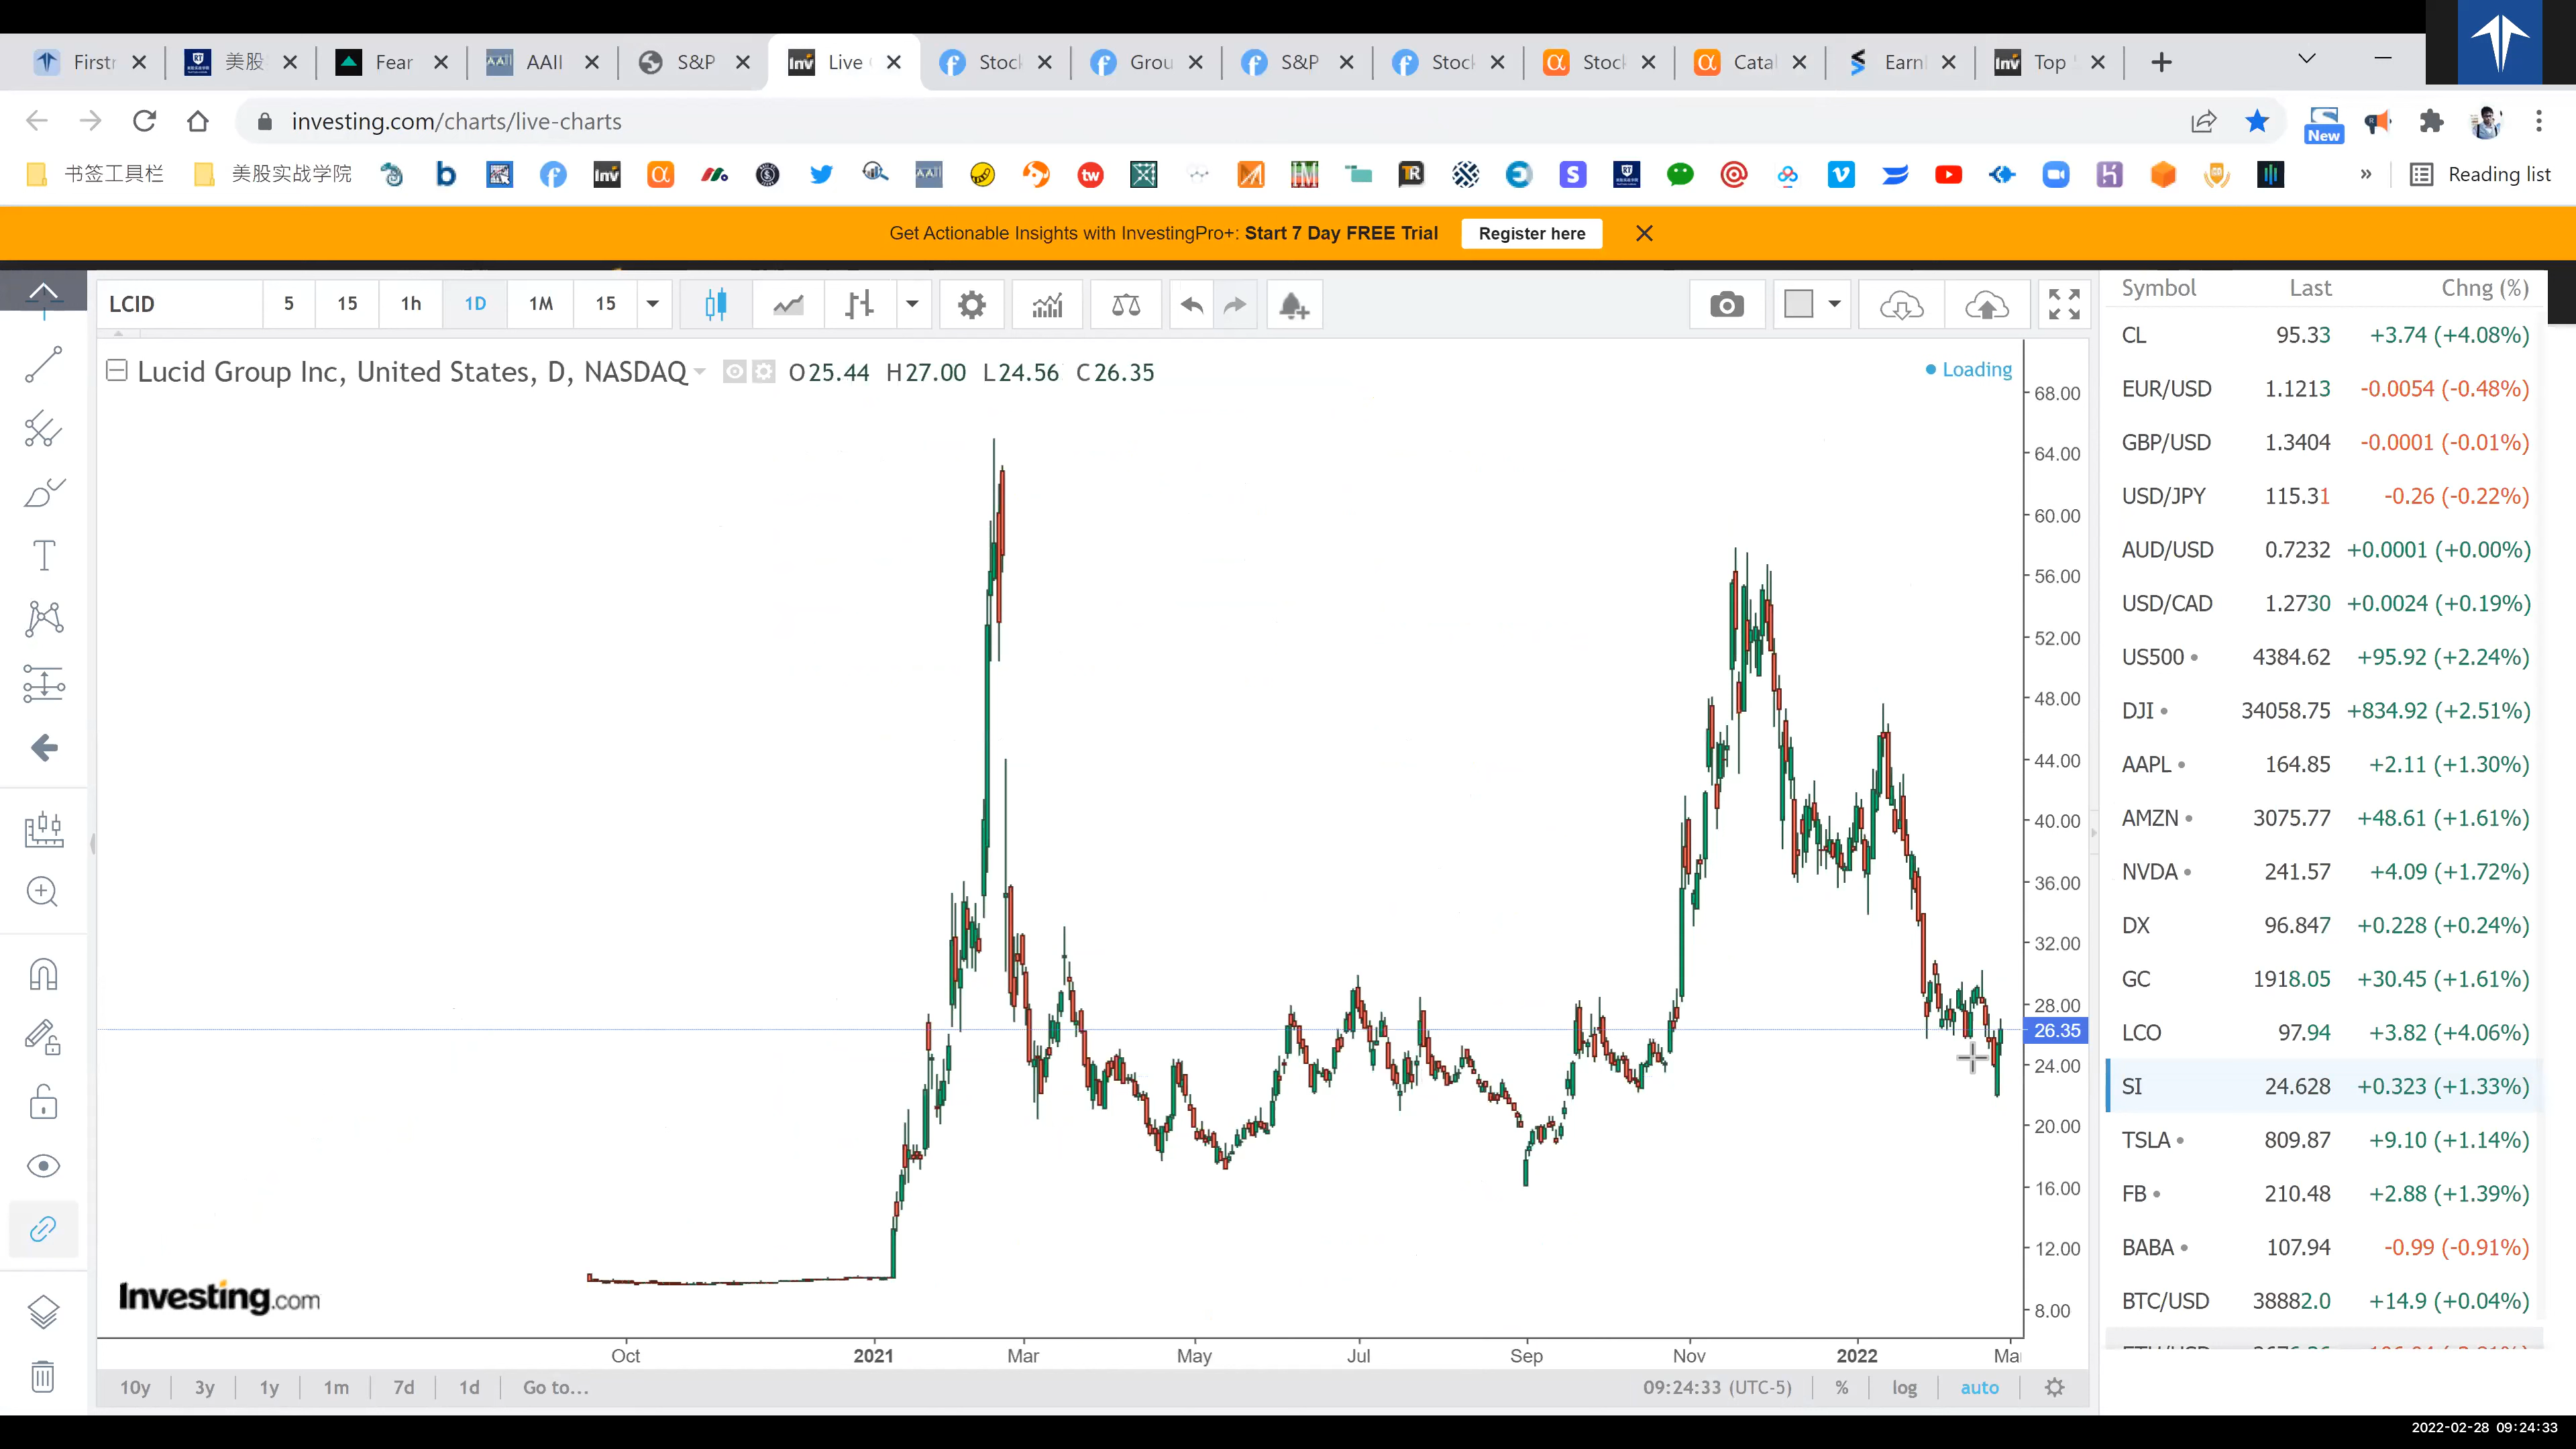 Firstr
美股
Fear
AAII
S&P
Live
Stock
Grou
S&P
Stock
Stock
Catal
Earn
Top
investing.com/charts/live-charts
New
书签工具栏
美股实战学院
Reading list
Get Actionable Insights with InvestingPro+: Start 7 Day FREE Trial
Register here
LCID 5 15 1h 1D 1M 15
Lucid Group Inc, United States, D, NASDAQ O25.44 H27.00 L24.56 C26.35
Loading
68.00
64.00
60.00
56.00
52.00
48.00
44.00
40.00
36.00
32.00
28.00
26.35
24.00
20.00
16.00
12.00
8.00
Investing.com
Oct 2021 Mar May Jul Sep Nov 2022 Ma
10y 3y 1y 1m 7d 1d Go to... 09:24:33 (UTC-5) % log auto
Symbol Last Chng (%)
CL 95.33 +3.74 (+4.08%)
EUR/USD 1.1213 -0.0054 (-0.48%)
GBP/USD 1.3404 -0.0001 (-0.01%)
USD/JPY 115.31 -0.26 (-0.22%)
AUD/USD 0.7232 +0.0001 (+0.00%)
USD/CAD 1.2730 +0.0024 (+0.19%)
US500 4384.62 +95.92 (+2.24%)
DJI 34058.75 +834.92 (+2.51%)
AAPL 164.85 +2.11 (+1.30%)
AMZN 3075.77 +48.61 (+1.61%)
NVDA 241.57 +4.09 (+1.72%)
DX 96.847 +0.228 (+0.24%)
GC 1918.05 +30.45 (+1.61%)
LCO 97.94 +3.82 (+4.06%)
SI 24.628 +0.323 (+1.33%)
TSLA 809.87 +9.10 (+1.14%)
FB 210.48 +2.88 (+1.39%)
BABA 107.94 -0.99 (-0.91%)
BTC/USD 38882.0 +14.9 (+0.04%)
2022-02-28 09:24:33